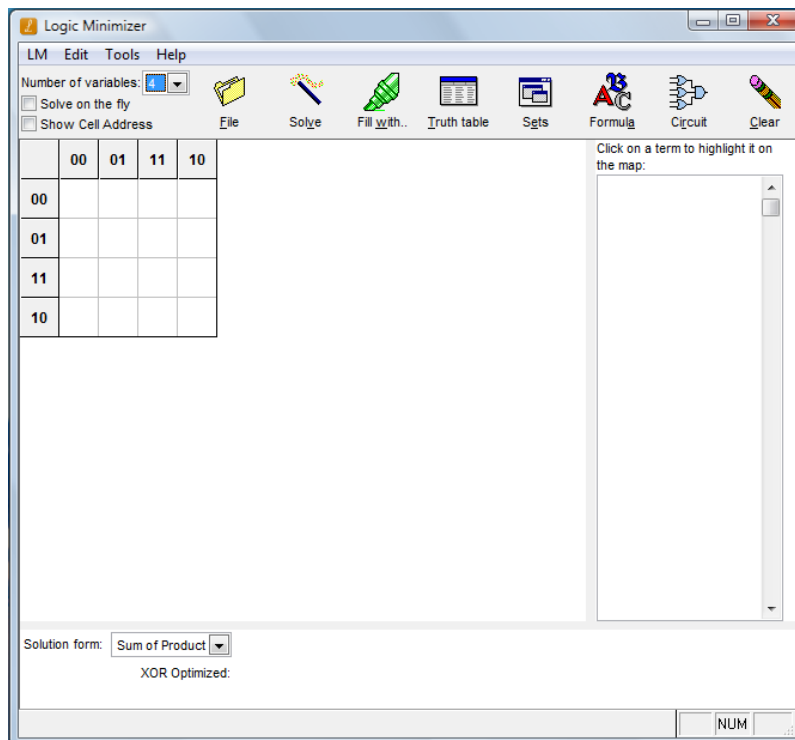 Logic Minimizer
LM Edit Tools Help
Number of variables: 4
Solve on the fly
Show Cell Address
File Solve Fill with.. Truth table Sets Formula Circuit Clear
Click on a term to highlight it on
the map:
00 01 11 10
00
01
11
10
Solution form: Sum of Product
XOR Optimized:
NUM